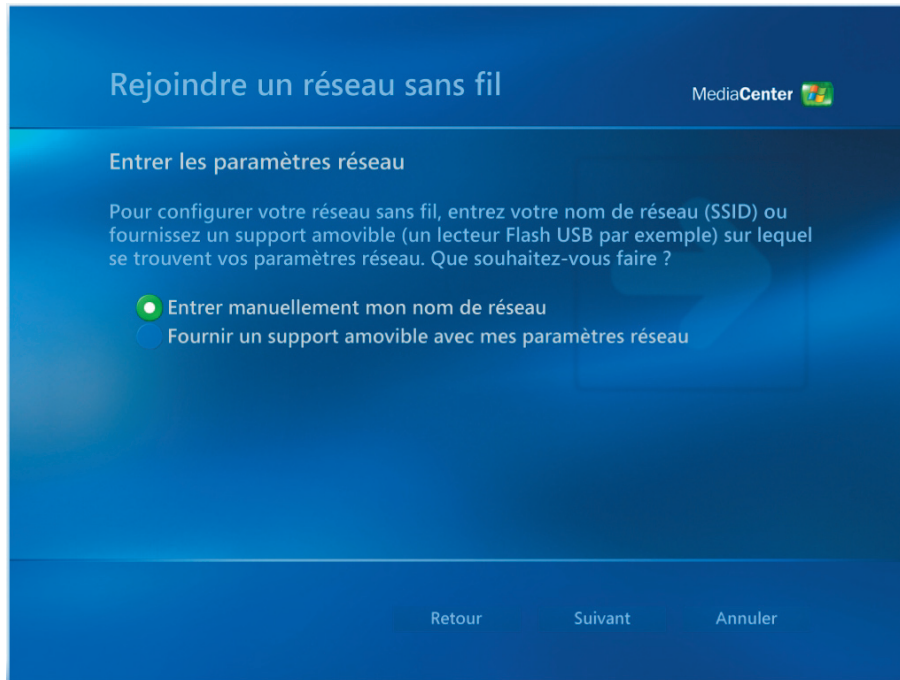 Rejoindre un réseau sans fil
MediaCenter
Entrer les paramètres réseau
Pour configurer votre réseau sans fil, entrez votre nom de réseau (SSID) ou
fournissez un support amovible (un lecteur Flash USB par exemple) sur lequel
se trouvent vos paramètres réseau. Que souhaitez-vous faire ?
Entrer manuellement mon nom de réseau
Fournir un support amovible avec mes paramètres réseau
Retour Suivant Annuler